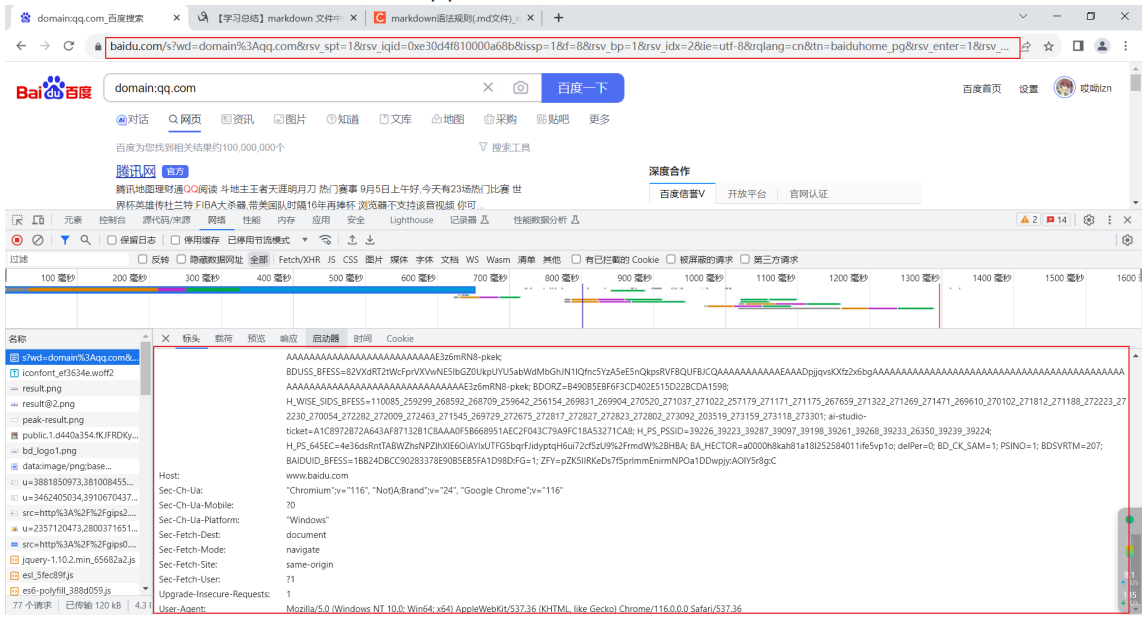 domain:qq.com_百度搜索
【学习总结】markdown 文件中
markdown语法规则(.md文件)_n
baidu.com/s?wd=domain%3Aqq.com&rsv_spt=1&rsv_iqid=0xe30d4f810000a68b&issp=1&f=8&rsv_bp=1&rsv_idx=2&ie=utf-8&rqlang=cn&tn=baiduhome_pg&rsv_enter=1&rsv_...
Bai du 百度
domain:qq.com
百度一下
百度首页 设置 哎呦lzn
对话 网页 资讯 图片 知道 文库 地图 采购 贴吧 更多
百度为您找到相关结果约100,000,000个
搜索工具
腾讯网 官方
腾讯地图理财通QQ阅读 斗地主王者天涯明月刀 热门赛事 9月5日上午好,今天有23场热门比赛 世
界杯英雄传杜兰特 FIBA大杀器,带美国队时隔16年再捧杯 浏览器不支持该音视频 你可...
深度合作
百度信誉V 开放平台 官网认证
元素 控制台 源代码/来源 网络 性能 内存 应用 安全 Lighthouse 记录器 性能数据分析 2 14
保留日志 停用缓存 已停用节流模式
过滤 反转 隐藏数据网址 全部 Fetch/XHR JS CSS 图片 媒体 字体 文档 WS Wasm 清单 其他 有已拦截的 Cookie 被屏蔽的请求 第三方请求
100 毫秒 200 毫秒 300 毫秒 400 毫秒 500 毫秒 600 毫秒 700 毫秒 800 毫秒 900 毫秒 1000 毫秒 1100 毫秒 1200 毫秒 1300 毫秒 1400 毫秒 1500 毫秒 1600
名称
标头 载荷 预览 响应 启动器 时间 Cookie
s?wd=domain%3Aqq.com&...
iconfont_ef3634e.woff2
result.png
result@2.png
peak-result.png
public.1.d440a354.fKJFRDKy...
bd_logo1.png
data:image/png;base...
u=3881850973,381008455...
u=3462405034,3910670437...
src=http%3A%2F%2Fgips2....
u=2357120473,2800371651...
src=http%3A%2F%2Fgips0....
jquery-1.10.2.min_65682a2.js
esl_5fec89f.js
es6-polyfill_388d059.js
77 个请求 已传输 120 kB 4.3
BDORZ=B490B5EBF6F3CD402E515D22BCDA1598;
H_WISE_SIDS_BFESS=110085_259299_268592_268709_259642_256154_269831_269904_270520_271037_271022_257179_271171_271175_267659_271322_271269_271471_269610_270102_271812_271188_272223_27
2230_270054_272282_272009_272463_271545_269729_272675_272817_272827_272823_272802_273092_203519_273159_273118_273301; ai-studio-
ticket=A1C8972B72A643AF87132B1C8AAA0F5B668951AEC2F043C79A9FC18A53271CA8; H_PS_PSSID=39226_39223_39287_39097_39198_39261_39268_39233_26350_39239_39224;
BA_HECTOR=a0000h8kah81a18l252584011ife5vp1o; delPer=0; BD_CK_SAM=1; PSINO=1; BDSVRTM=207;
BAIDUID_BFESS=1BB24DBCC90283378E90B5EB5FA1D98D:FG=1;
Host: www.baidu.com
Sec-Ch-Ua: "Chromium";v="116", "Not)A;Brand";v="24", "Google Chrome";v="116"
Sec-Ch-Ua-Mobile: ?0
Sec-Ch-Ua-Platform: "Windows"
Sec-Fetch-Dest: document
Sec-Fetch-Mode: navigate
Sec-Fetch-Site: same-origin
Sec-Fetch-User: ?1
Upgrade-Insecure-Requests: 1
User-Agent: Mozilla/5.0 (Windows NT 10.0; Win64; x64) AppleWebKit/537.36 (KHTML, like Gecko) Chrome/116.0.0.0 Safari/537.36